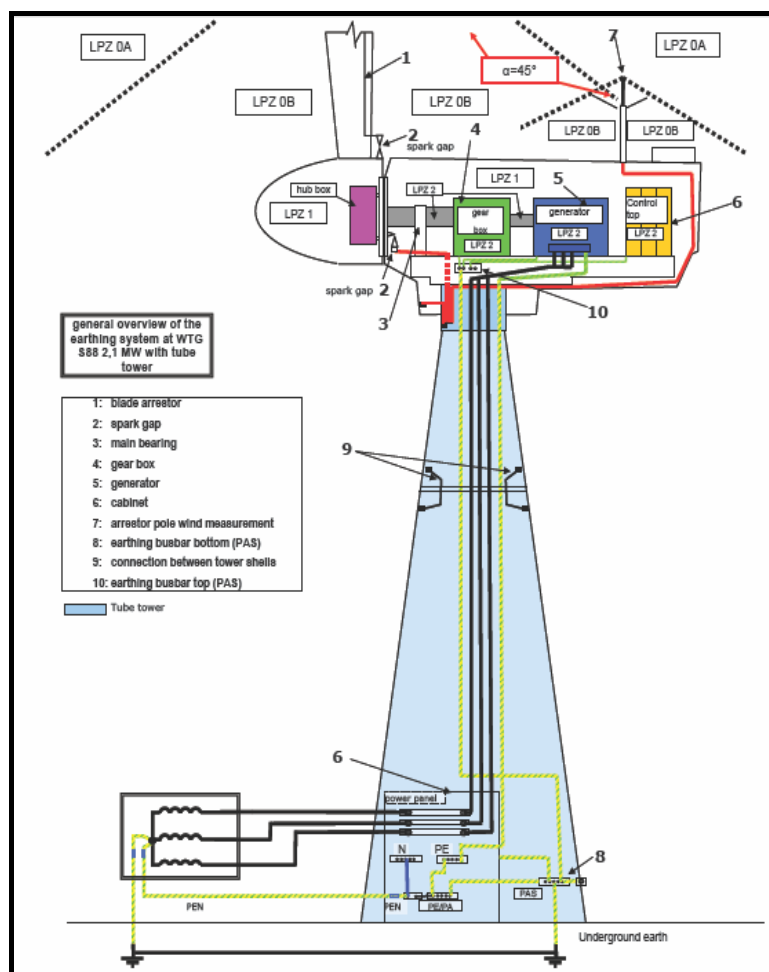 LPZ 0A
7
LPZ 0A
α=45°
1
LPZ 0B
LPZ 0B
2
spark gap
4
LPZ 0B
LPZ 0B
hub box
LPZ 1
LPZ 2
LPZ 1
5
gear
box
LPZ 2
generator
LPZ 2
Control
top
LPZ 2
6
2
spark gap
3
10
general overview of the
earthing system at WTG
S88 2,1 MW with tube
tower
1: blade arrestor
2: spark gap
3: main bearing
4: gear box
5: generator
6: cabinet
7: arrestor pole wind measurement
8: earthing busbar bottom (PAS)
9: connection between tower shells
10: earthing busbar top (PAS)
Tube tower
9
6
power panel
N
PE
8
PAS
PEN
PEN
PE/PA
Underground earth